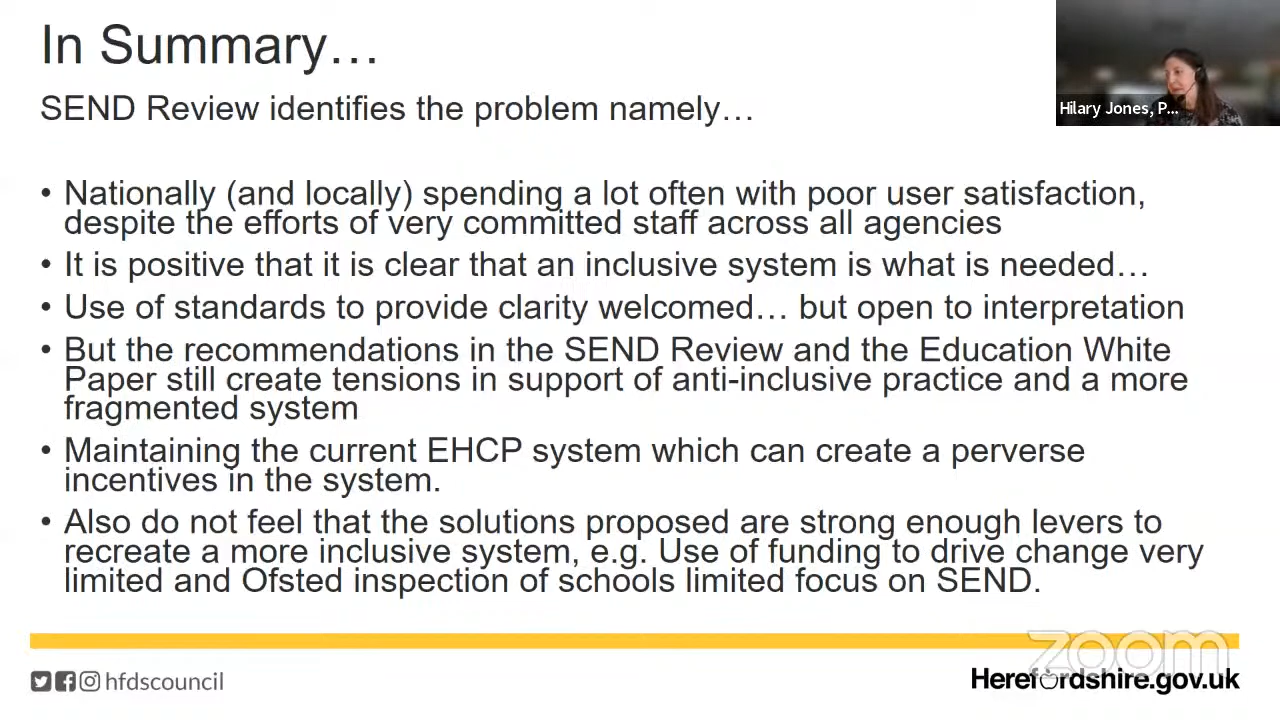 In Summary…
SEND Review identifies the problem namely…
Hilary Jones, P...
• Nationally (and locally) spending a lot often with poor user satisfaction,
despite the efforts of very committed staff across all agencies
• It is positive that it is clear that an inclusive system is what is needed…
• Use of standards to provide clarity welcomed… but open to interpretation
• But the recommendations in the SEND Review and the Education White
Paper still create tensions in support of anti-inclusive practice and a more
fragmented system
• Maintaining the current EHCP system which can create a perverse
incentives in the system.
• Also do not feel that the solutions proposed are strong enough levers to
recreate a more inclusive system, e.g. Use of funding to drive change very
limited and Ofsted inspection of schools limited focus on SEND.
zoom
hfdscouncil
Herefordshire.gov.uk